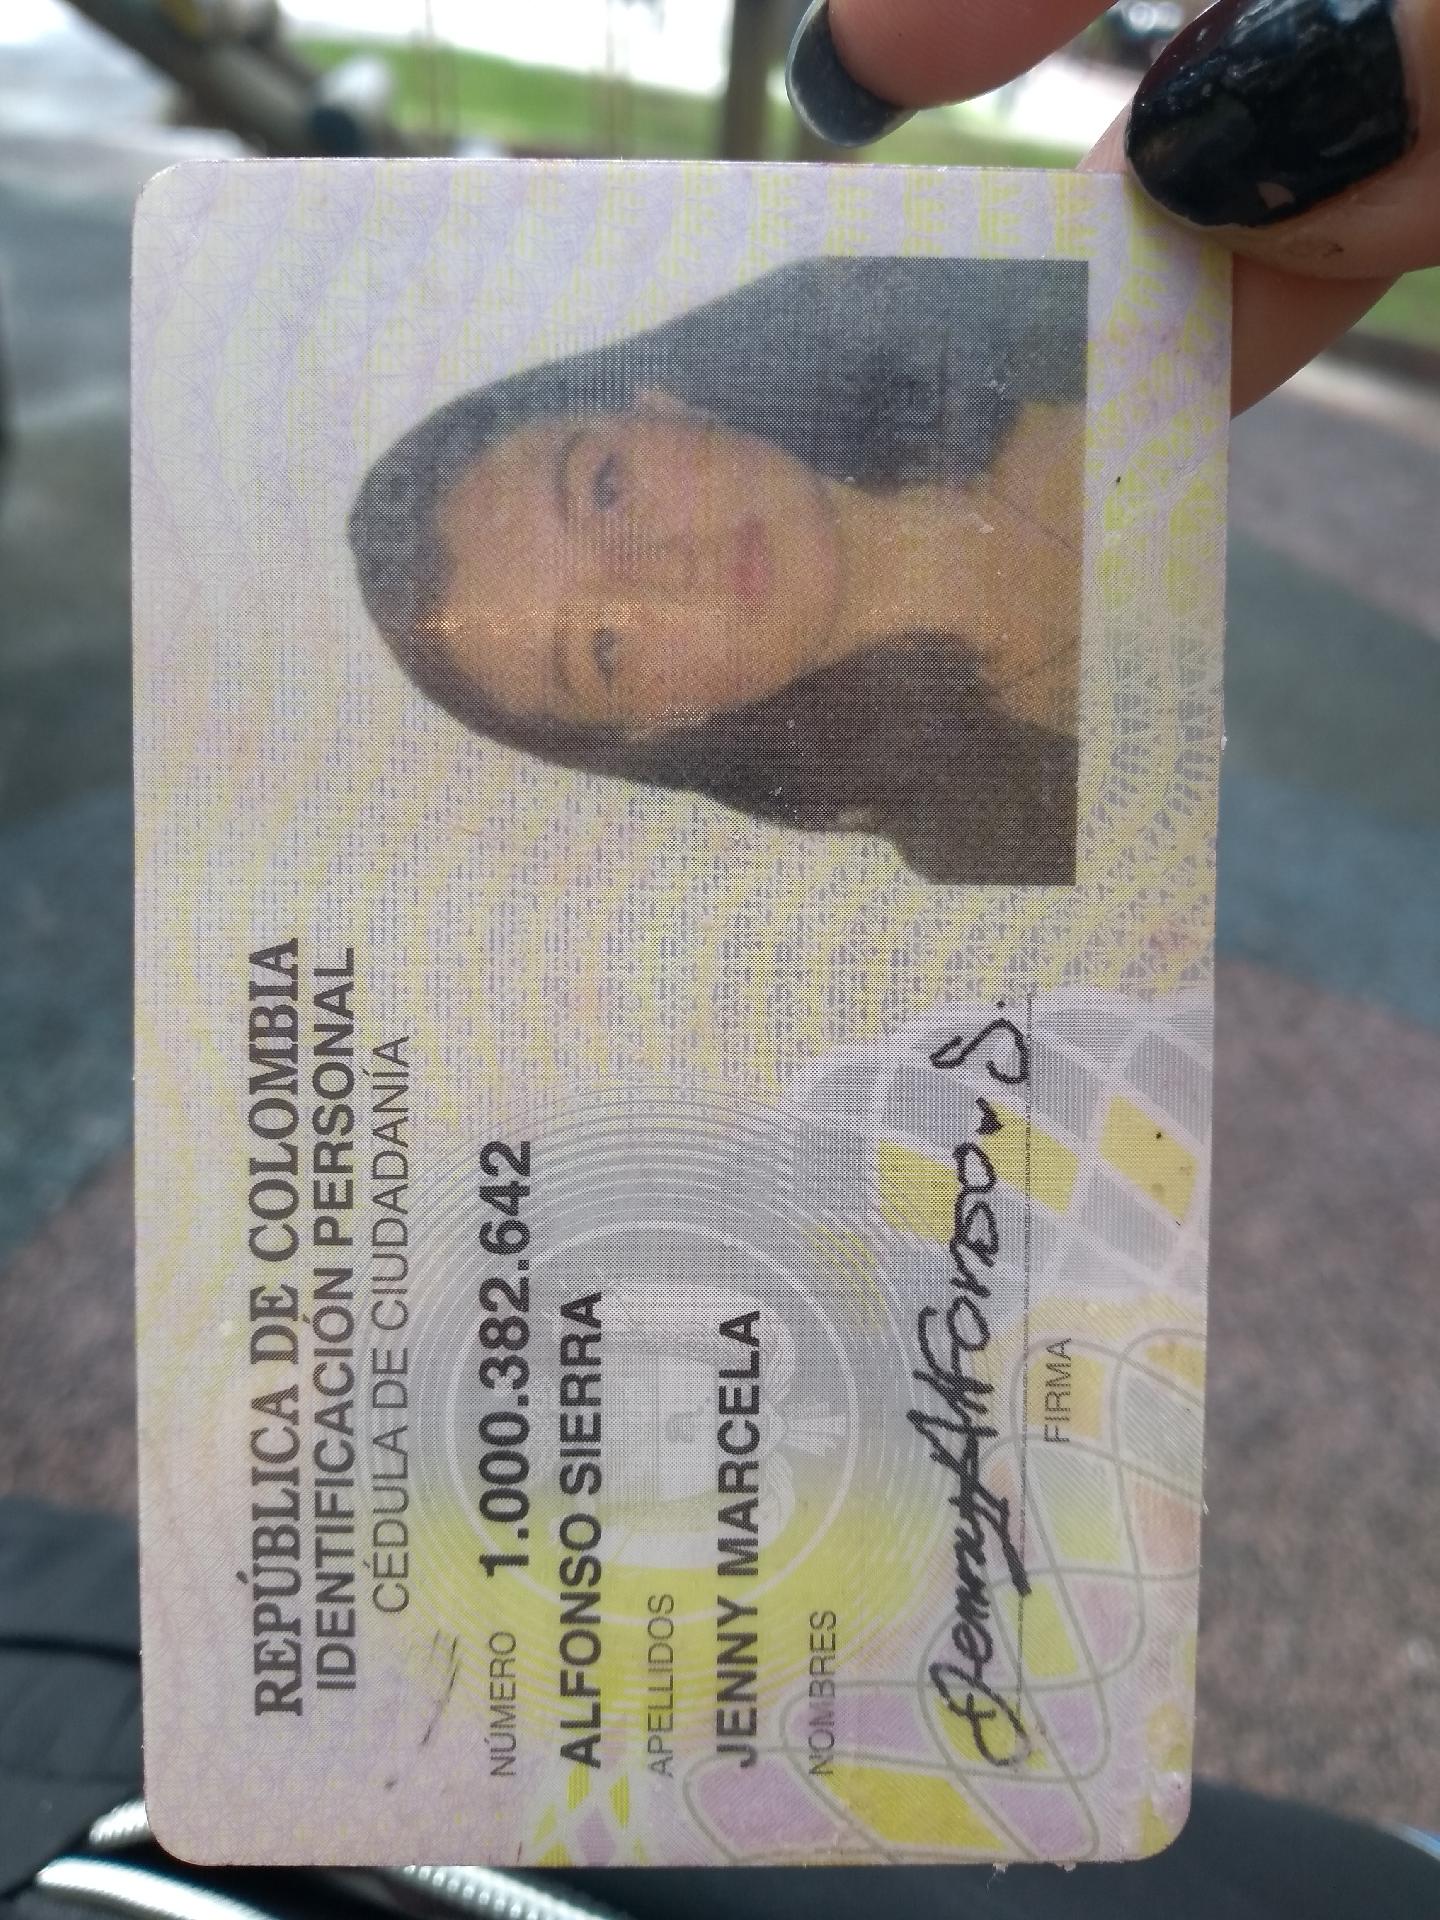 REPÚBLICA DE COLOMBIA
IDENTIFICACIÓN PERSONAL
CÉDULA DE CIUDADANÍA
NÚMERO 1.000.382.642
ALFONSO SIERRA
APELLIDOS
JENNY MARCELA
NOMBRES
Jenny Alfonso S.
FIRMA